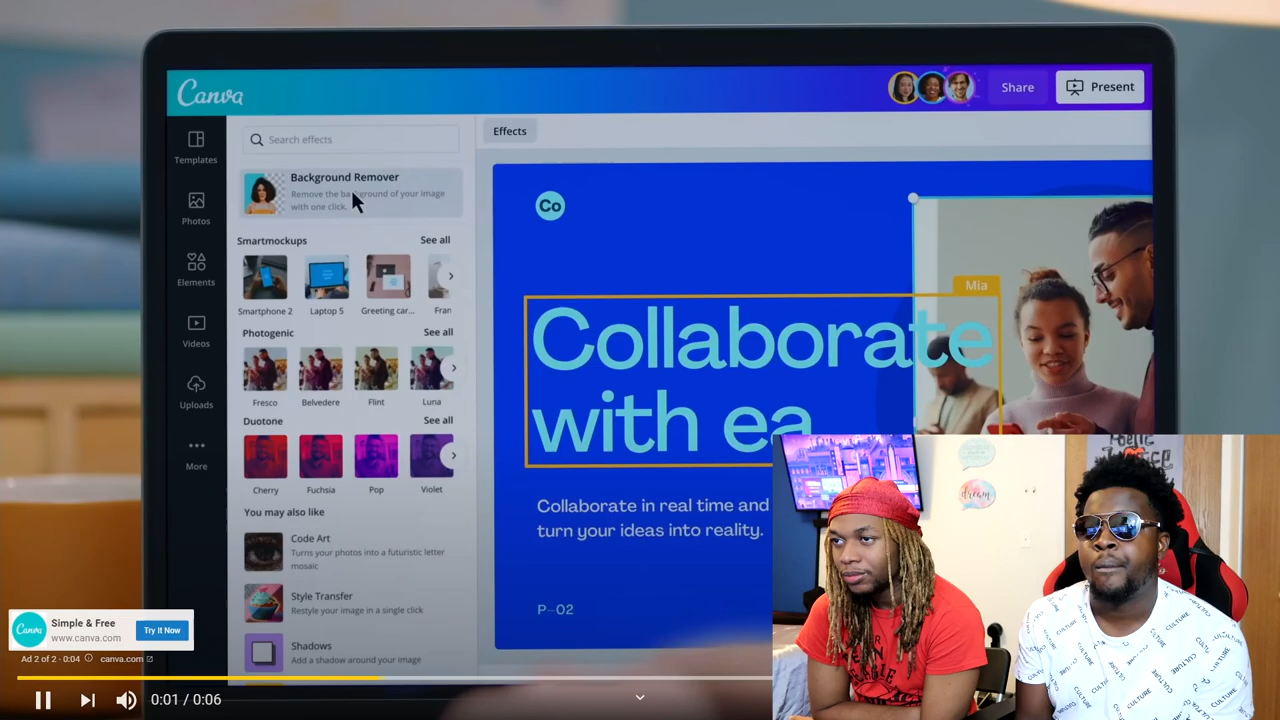 Canva
Share
Present
Templates
Photos
Elements
Videos
Uploads
More
Search effects
Background Remover
Remove the background of your image
with one click.
Smartmockups
See all
Smartphone 2
Laptop 5
Greeting car...
Fran
Photogenic
See all
Fresco
Belvedere
Flint
Luna
Duotone
See all
Cherry
Fuchsia
Pop
Violet
You may also like
Code Art
Turns your photos into a futuristic letter
mosaic
Style Transfer
Restyle your image in a single click
Shadows
Add a shadow around your image
Effects
Co
Mia
Collaborate
with ea
Collaborate in real time and
turn your ideas into reality.
P-02
Canva
Simple & Free
www.canva.com
Try It Now
Ad 2 of 2 · 0:04
canva.com
0:01 / 0:06
dream
CULTURE